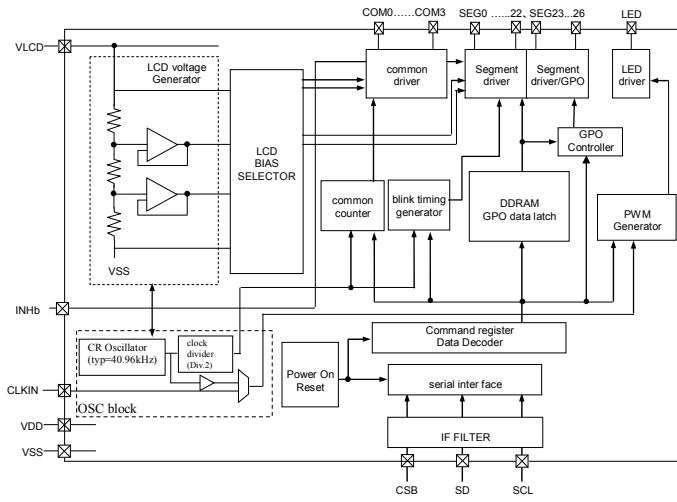 COM0……COM3
SEG0 ……22、SEG23…26
LED
VLCD
LCD voltage
Generator
common
driver
Segment
driver
Segment
driver/GPO
LED
driver
LCD
BIAS
SELECTOR
GPO
Controller
common
counter
blink timing
generator
DDRAM
GPO data latch
PWM
Generator
VSS
INHb
CR Oscillator
(typ=40.96kHz)
clock
divider
(Div.2)
Command register
Data Decoder
Power On
Reset
serial inter face
CLKIN
OSC block
VDD
IF FILTER
VSS
CSB
SD
SCL